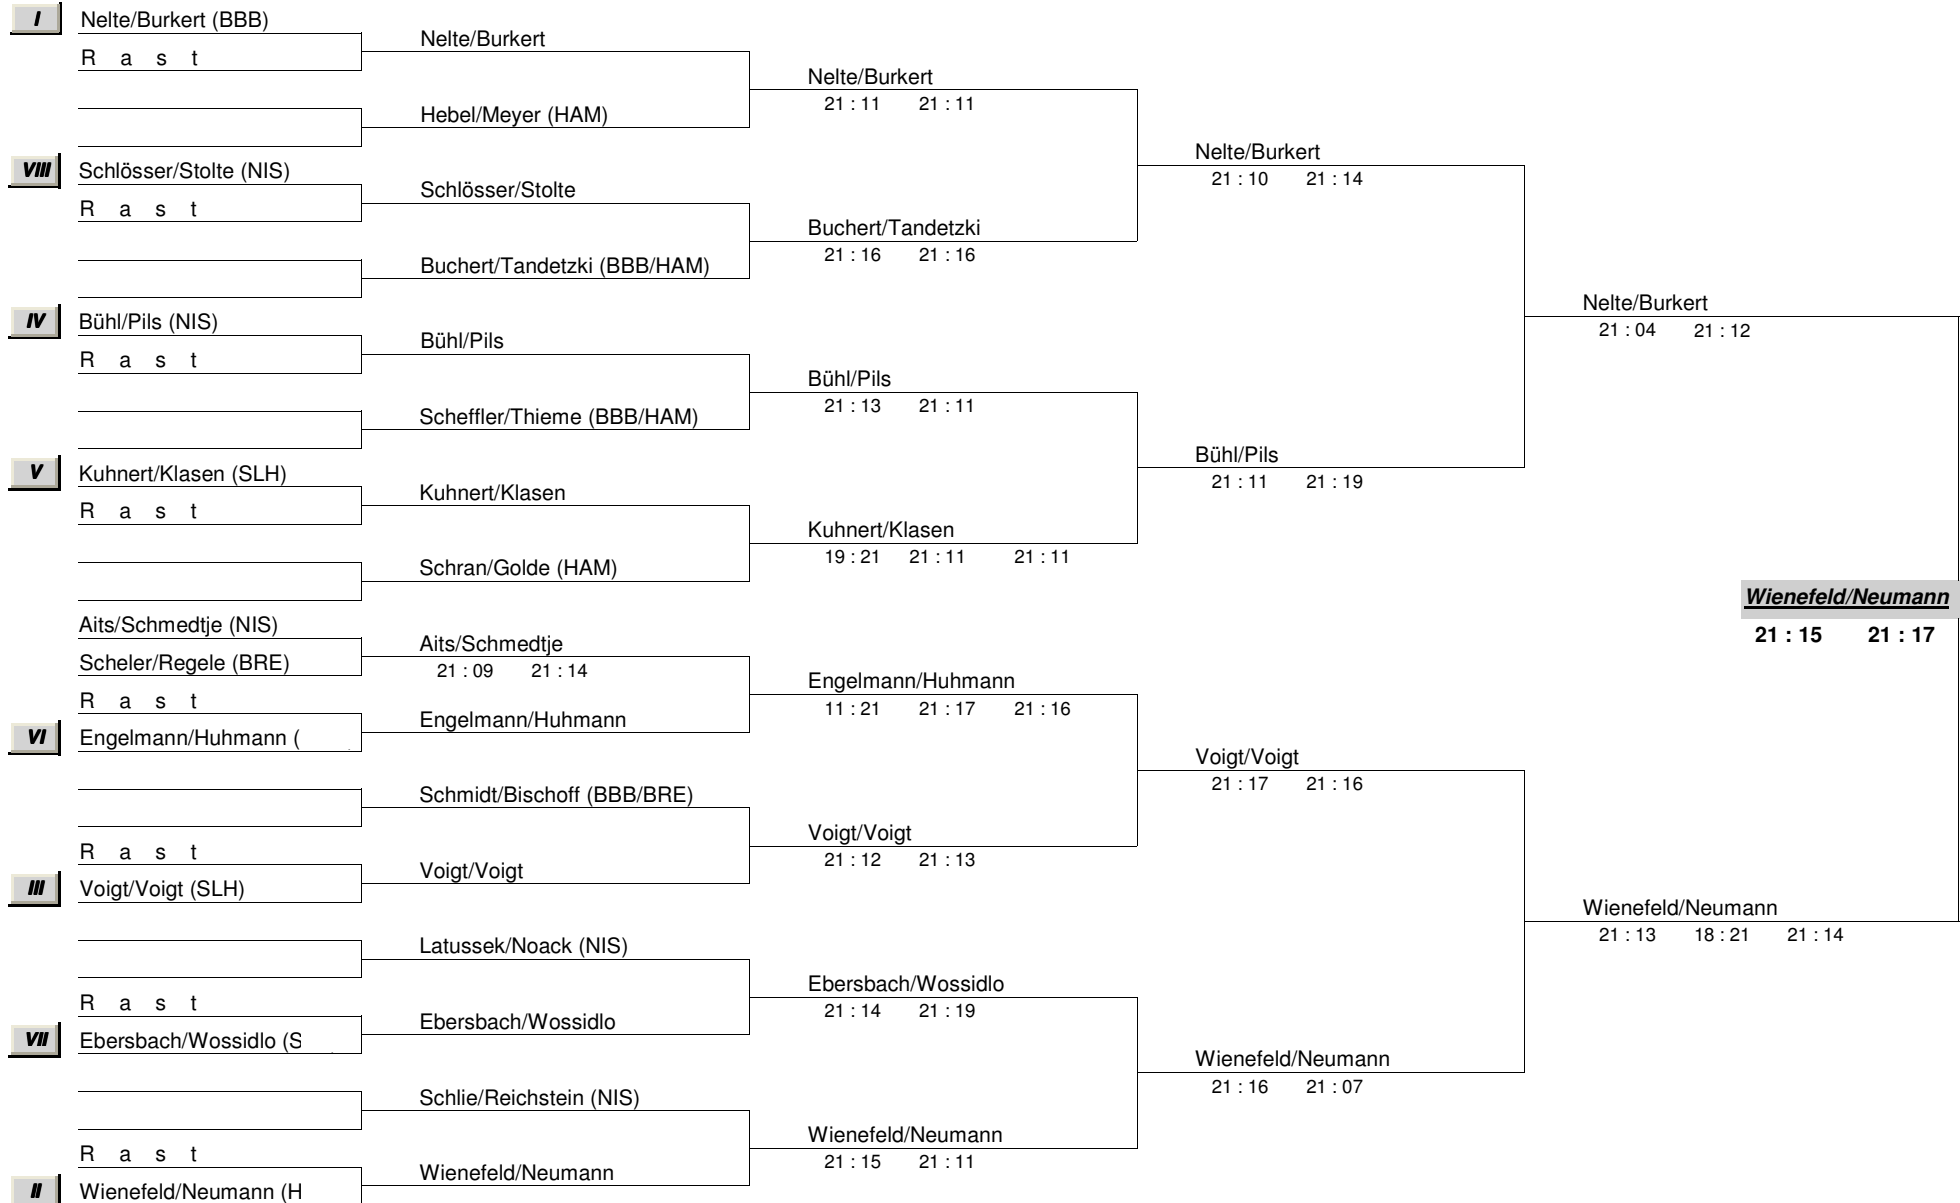 I Nelte/Burkert (BBB)
Nelte/Burkert
R a s t
Nelte/Burkert
21 : 11 21 : 11
Hebel/Meyer (HAM)
Nelte/Burkert
21 : 10 21 : 14
VIII Schlösser/Stolte (NIS)
Schlösser/Stolte
R a s t
Buchert/Tandetzki
21 : 16 21 : 16
Buchert/Tandetzki (BBB/HAM)
Nelte/Burkert
21 : 04 21 : 12
IV Bühl/Pils (NIS)
Bühl/Pils
R a s t
Bühl/Pils
21 : 13 21 : 11
Scheffler/Thieme (BBB/HAM)
Bühl/Pils
21 : 11 21 : 19
V Kuhnert/Klasen (SLH)
Kuhnert/Klasen
R a s t
Kuhnert/Klasen
19 : 21 21 : 11 21 : 11
Schran/Golde (HAM)
Wienefeld/Neumann
21 : 15 21 : 17
Aits/Schmedtje (NIS)
Aits/Schmedtje
21 : 09 21 : 14
Scheler/Regele (BRE)
Engelmann/Huhmann
11 : 21 21 : 17 21 : 16
R a s t
Engelmann/Huhmann
VI Engelmann/Huhmann (
Voigt/Voigt
21 : 17 21 : 16
Schmidt/Bischoff (BBB/BRE)
Voigt/Voigt
21 : 12 21 : 13
R a s t
Voigt/Voigt
III Voigt/Voigt (SLH)
Wienefeld/Neumann
21 : 13 18 : 21 21 : 14
Latussek/Noack (NIS)
Ebersbach/Wossidlo
21 : 14 21 : 19
R a s t
Ebersbach/Wossidlo
VII Ebersbach/Wossidlo (S
Wienefeld/Neumann
21 : 16 21 : 07
Schlie/Reichstein (NIS)
Wienefeld/Neumann
21 : 15 21 : 11
R a s t
Wienefeld/Neumann
II Wienefeld/Neumann (H